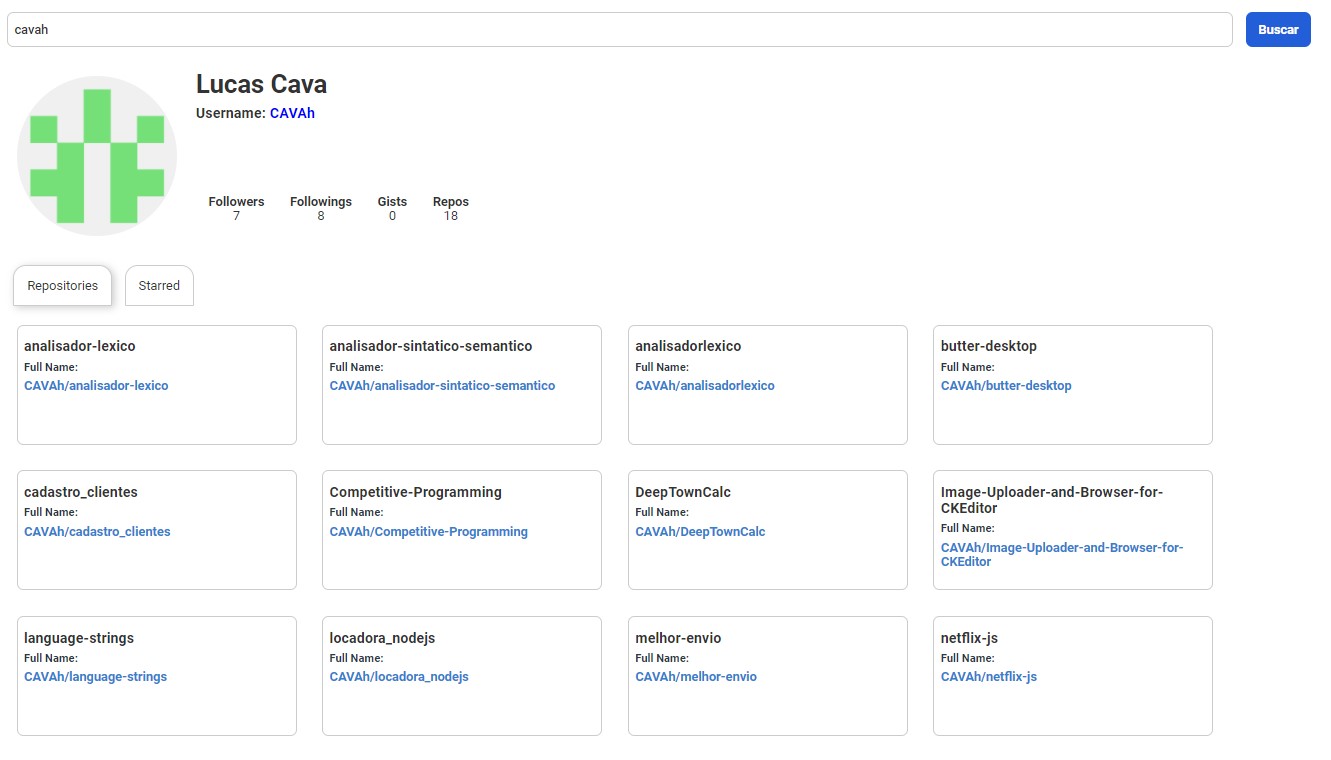 cavah
Buscar
Lucas Cava
Username: CAVAh
Followers Followings Gists Repos
7 8 0 18
Repositories Starred
analisador-lexico
Full Name:
CAVAh/analisador-lexico
analisador-sintatico-semantico
Full Name:
CAVAh/analisador-sintatico-semantico
analisadorlexico
Full Name:
CAVAh/analisadorlexico
butter-desktop
Full Name:
CAVAh/butter-desktop
cadastro_clientes
Full Name:
CAVAh/cadastro_clientes
Competitive-Programming
Full Name:
CAVAh/Competitive-Programming
DeepTownCalc
Full Name:
CAVAh/DeepTownCalc
Image-Uploader-and-Browser-for-
CKEditor
Full Name:
CAVAh/Image-Uploader-and-Browser-for-
CKEditor
language-strings
Full Name:
CAVAh/language-strings
locadora_nodejs
Full Name:
CAVAh/locadora_nodejs
melhor-envio
Full Name:
CAVAh/melhor-envio
netflix-js
Full Name:
CAVAh/netflix-js